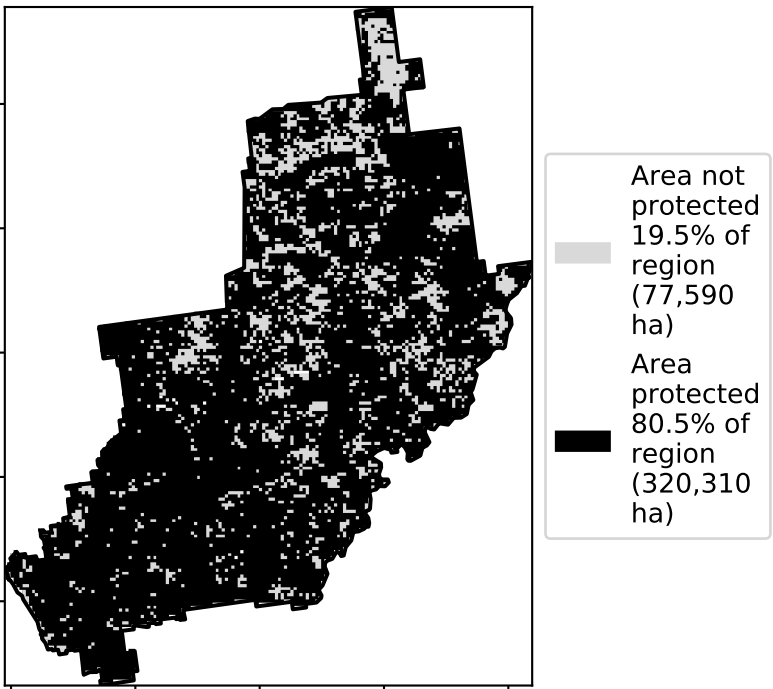 Area not
protected
19.5% of
region
(77,590
ha)
Area
protected
80.5% of
region
(320,310
ha)